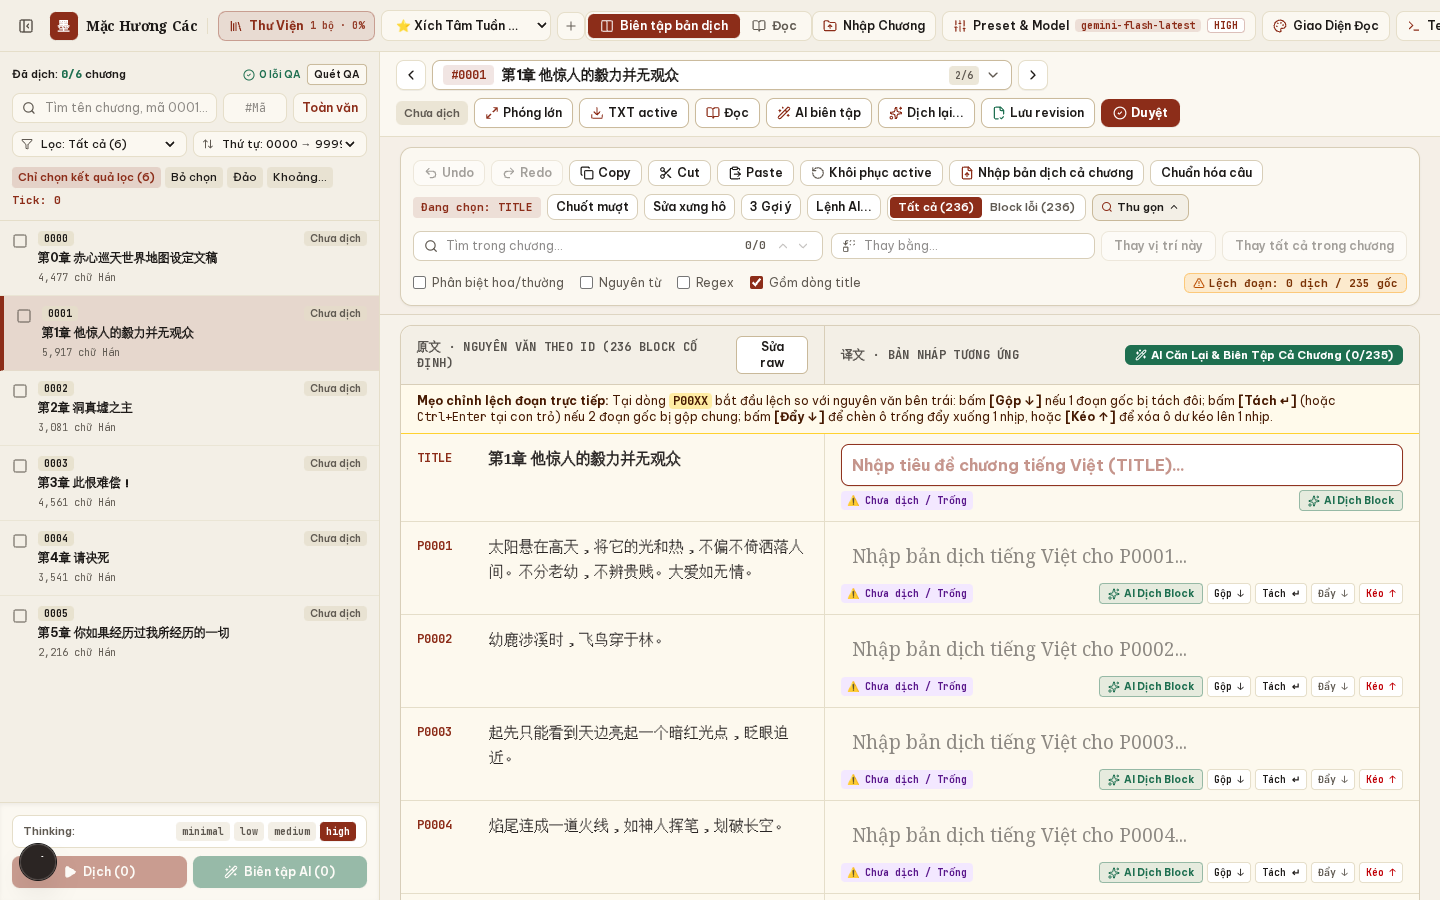 墨 Mặc Hương Các
Thư Viện 1 bộ · 0%
⭐ Xích Tâm Tuần ...
Biên tập bản dịch
Đọc
Nhập Chương
Preset & Model gemini-flash-latest HIGH
Giao Diện Đọc
Te
Đã dịch: 0/6 chương
0 lỗi QA
Quét QA
Tìm tên chương, mã 0001...
#Mã
Toàn văn
Lọc: Tất cả (6)
Thứ tự: 0000 → 9999
Chỉ chọn kết quả lọc (6)
Bỏ chọn
Đảo
Khoảng...
Tick: 0
0000 Chưa dịch
第0章 赤心巡天世界地图设定文稿
4,477 chữ Hán
0001 Chưa dịch
第1章 他惊人的毅力并无观众
5,917 chữ Hán
0002 Chưa dịch
第2章 洞真墟之主
3,081 chữ Hán
0003 Chưa dịch
第3章 此恨难偿！
4,561 chữ Hán
0004 Chưa dịch
第4章 请决死
3,541 chữ Hán
0005 Chưa dịch
第5章 你如果经历过我所经历的一切
2,216 chữ Hán
Thinking: minimal low medium high
Dịch (0)
Biên tập AI (0)
#0001 第1章 他惊人的毅力并无观众 2/6
Chưa dịch
Phóng lớn
TXT active
Đọc
AI biên tập
Dịch lại...
Lưu revision
Duyệt
Undo
Redo
Copy
Cut
Paste
Khôi phục active
Nhập bản dịch cả chương
Chuẩn hóa câu
Đang chọn: TITLE
Chuốt mượt
Sửa xưng hô
3 Gợi ý
Lệnh AI...
Tất cả (236)
Block lỗi (236)
Thu gọn
Tìm trong chương... 0/0
Thay bằng...
Thay vị trí này
Thay tất cả trong chương
Phân biệt hoa/thường
Nguyên từ
Regex
Gồm dòng title
Lệch đoạn: 0 dịch / 235 gốc
原文 · NGUYÊN VĂN THEO ID (236 BLOCK CỐ
ĐỊNH)
Sửa
raw
译文 · BẢN NHÁP TƯƠNG ỨNG
AI Căn Lại & Biên Tập Cả Chương (0/235)
Mẹo chỉnh lệch đoạn trực tiếp: Tại dòng P00XX bắt đầu lệch so với nguyên văn bên trái: bấm [Gộp ↓] nếu 1 đoạn gốc bị tách đôi; bấm [Tách ↵] (hoặc
Ctrl+Enter tại con trỏ) nếu 2 đoạn gốc bị gộp chung; bấm [Đẩy ↓] để chèn ô trống đẩy xuống 1 nhịp, hoặc [Kéo ↑] để xóa ô dư kéo lên 1 nhịp.
TITLE
第1章 他惊人的毅力并无观众
Nhập tiêu đề chương tiếng Việt (TITLE)...
⚠️ Chưa dịch / Trống
AI Dịch Block
P0001
太阳悬在高天，将它的光和热，不偏不倚洒落人
间。不分老幼，不辨贵贱。大爱如无情。
Nhập bản dịch tiếng Việt cho P0001...
⚠️ Chưa dịch / Trống
AI Dịch Block Gộp ↓ Tách ↵ Đẩy ↓ Kéo ↑
P0002
幼鹿涉溪时，飞鸟穿于林。
Nhập bản dịch tiếng Việt cho P0002...
⚠️ Chưa dịch / Trống
AI Dịch Block Gộp ↓ Tách ↵ Đẩy ↓ Kéo ↑
P0003
起先只能看到天边亮起一个暗红光点，眨眼迫
近。
Nhập bản dịch tiếng Việt cho P0003...
⚠️ Chưa dịch / Trống
AI Dịch Block Gộp ↓ Tách ↵ Đẩy ↓ Kéo ↑
P0004
焰尾连成一道火线，如神人挥笔，划破长空。
Nhập bản dịch tiếng Việt cho P0004...
⚠️ Chưa dịch / Trống
AI Dịch Block Gộp ↓ Tách ↵ Đẩy ↓ Kéo ↑